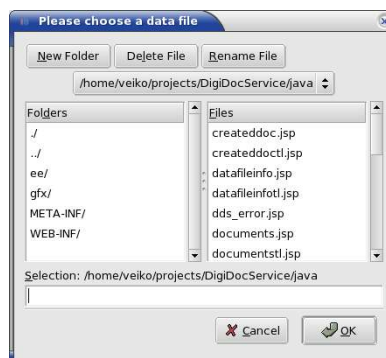 Please choose a data file
New Folder Delete File Rename File
/home/veiko/projects/DigiDocService/java
Folders
./
../
ee/
gfx/
META-INF/
WEB-INF/
Files
createddoc.jsp
createddoctl.jsp
datafileinfo.jsp
datafileinfotl.jsp
dds_error.jsp
documents.jsp
documentstl.jsp
Selection: /home/veiko/projects/DigiDocService/java
Cancel OK